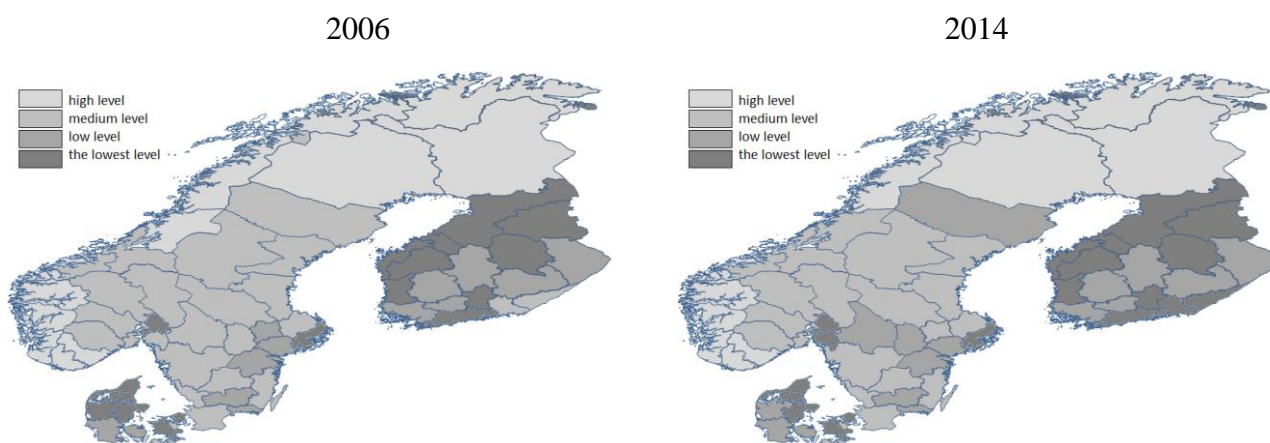 2006
2014
high level
medium level
low level
the lowest level
high level
medium level
low level
the lowest level